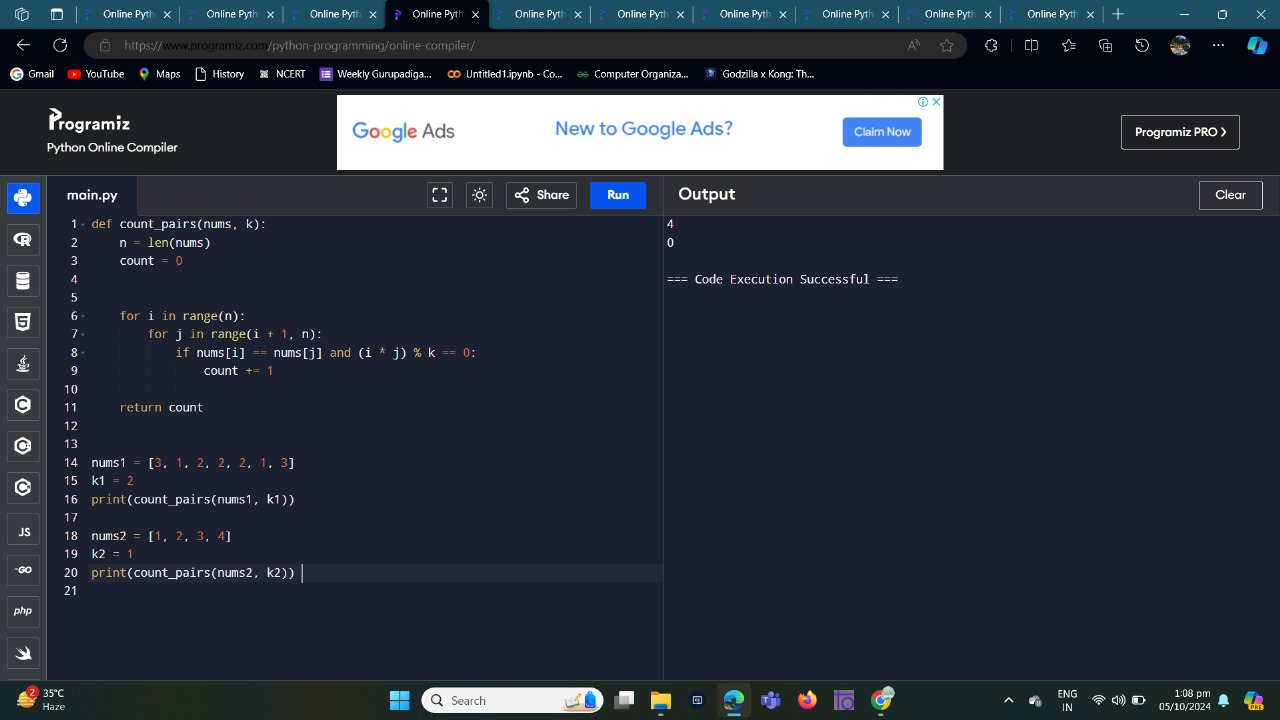 Online Pyth Online Pyth Online Pyth Online Pyth Online Pyth Online Pyth Online Pyth Online Pyth Online Pyth Online Pyth
https://www.programiz.com/python-programming/online-compiler/
Gmail YouTube Maps History NCERT Weekly Gurupadiga... Untitled1.ipynb - Co... Computer Organiza... Godzilla x Kong: Th...
Programiz
Python Online Compiler
Google Ads
New to Google Ads?
Claim Now
Programiz PRO >
main.py
Share
Run
Output
Clear
1 def count_pairs(nums, k):
2 n = len(nums)
3 count = 0
4
5
6 for i in range(n):
7 for j in range(i + 1, n):
8 if nums[i] == nums[j] and (i * j) % k == 0:
9 count += 1
10
11 return count
12
13
14 nums1 = [3, 1, 2, 2, 2, 1, 3]
15 k1 = 2
16 print(count_pairs(nums1, k1))
17
18 nums2 = [1, 2, 3, 4]
19 k2 = 1
20 print(count_pairs(nums2, k2))
21
4
0
=== Code Execution Successful ===
JS
GO
php
2
35°C
Haze
Search
ENG
IN
1:08 pm
05/10/2024
PRE